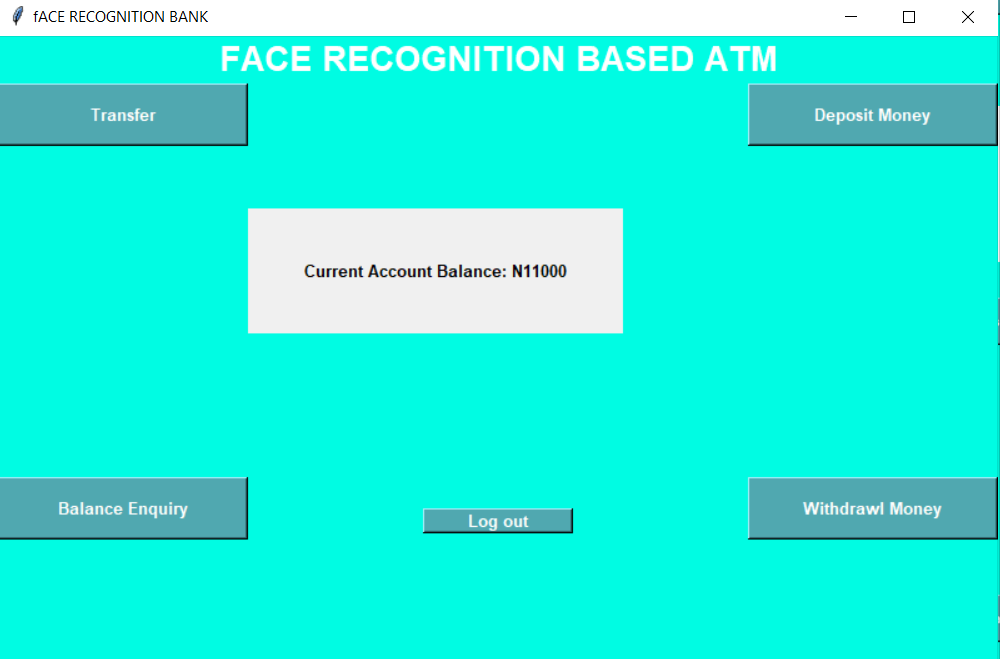 fACE RECOGNITION BANK
FACE RECOGNITION BASED ATM
Transfer
Deposit Money
Current Account Balance: N11000
Balance Enquiry
Log out
Withdrawl Money